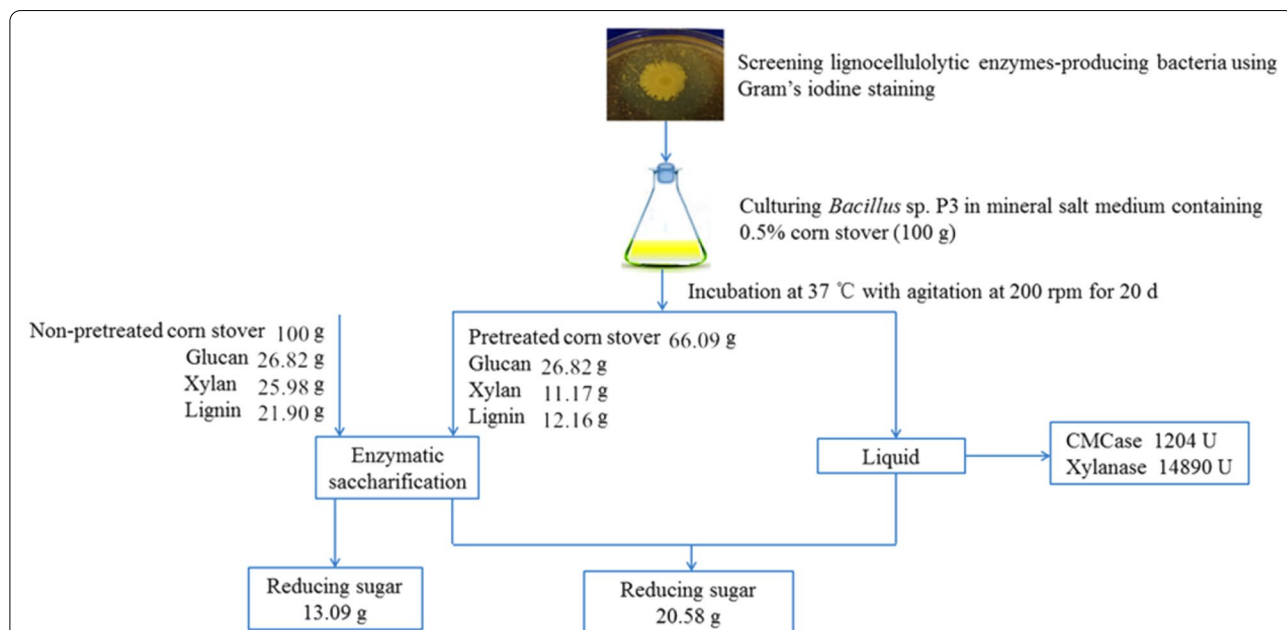 Screening lignocellulolytic enzymes-producing bacteria using
Gram's iodine staining
Culturing Bacillus sp. P3 in mineral salt medium containing
0.5% corn stover (100 g)
Incubation at 37 ℃ with agitation at 200 rpm for 20 d
Non-pretreated corn stover 100 g
Glucan 26.82 g
Xylan 25.98 g
Lignin 21.90 g
Pretreated corn stover 66.09 g
Glucan 26.82 g
Xylan 11.17 g
Lignin 12.16 g
Enzymatic
saccharification
Liquid
CMCase 1204 U
Xylanase 14890 U
Reducing sugar
13.09 g
Reducing sugar
20.58 g